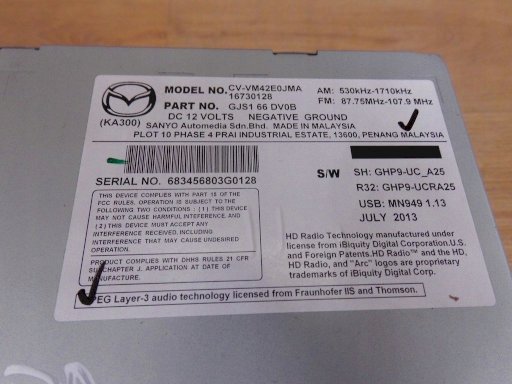 MODEL NO. CV-VM42E0JMA
16730128
AM: 530kHz-1710kHz
PART NO. GJS1 66 DV0B
FM: 87.75MHz-107.9 MHz
DC 12 VOLTS NEGATIVE GROUND
(KA300)
SANYO Automedia Sdn.Bhd. MADE IN MALAYSIA
PLOT 10 PHASE 4 PRAI INDUSTRIAL ESTATE, 13600, PENANG MALAYSIA
SERIAL NO. 683456803G0128
S/W SH: GHP9-UC_A25
R32: GHP9-UCRA25
USB: MN949 1.13
JULY 2013
THIS DEVICE COMPLIES WITH PART 15 OF THE
FCC RULES. OPERATION IS SUBJECT TO THE
FOLLOWING TWO CONDITIONS : (1) THIS DEVICE
MAY NOT CAUSE HARMFUL INTERFERENCE, AND
(2) THIS DEVICE MUST ACCEPT ANY
INTERFERENCE RECEIVED, INCLUDING
INTERFERENCE THAT MAY CAUSE UNDESIRED
OPERATION.
PRODUCT COMPLIES WITH DHHS RULES 21 CFR
SUBCHAPTER J. APPLICATION AT DATE OF
MANUFACTURE.
HD Radio Technology manufactured under
license from iBiquity Digital Corporation.U.S.
and Foreign Patents.HD Radio™ and the HD,
HD Radio, and "Arc" logos are proprietary
trademarks of iBiquity Digital Corp.
MPEG Layer-3 audio technology licensed from Fraunhofer IIS and Thomson.